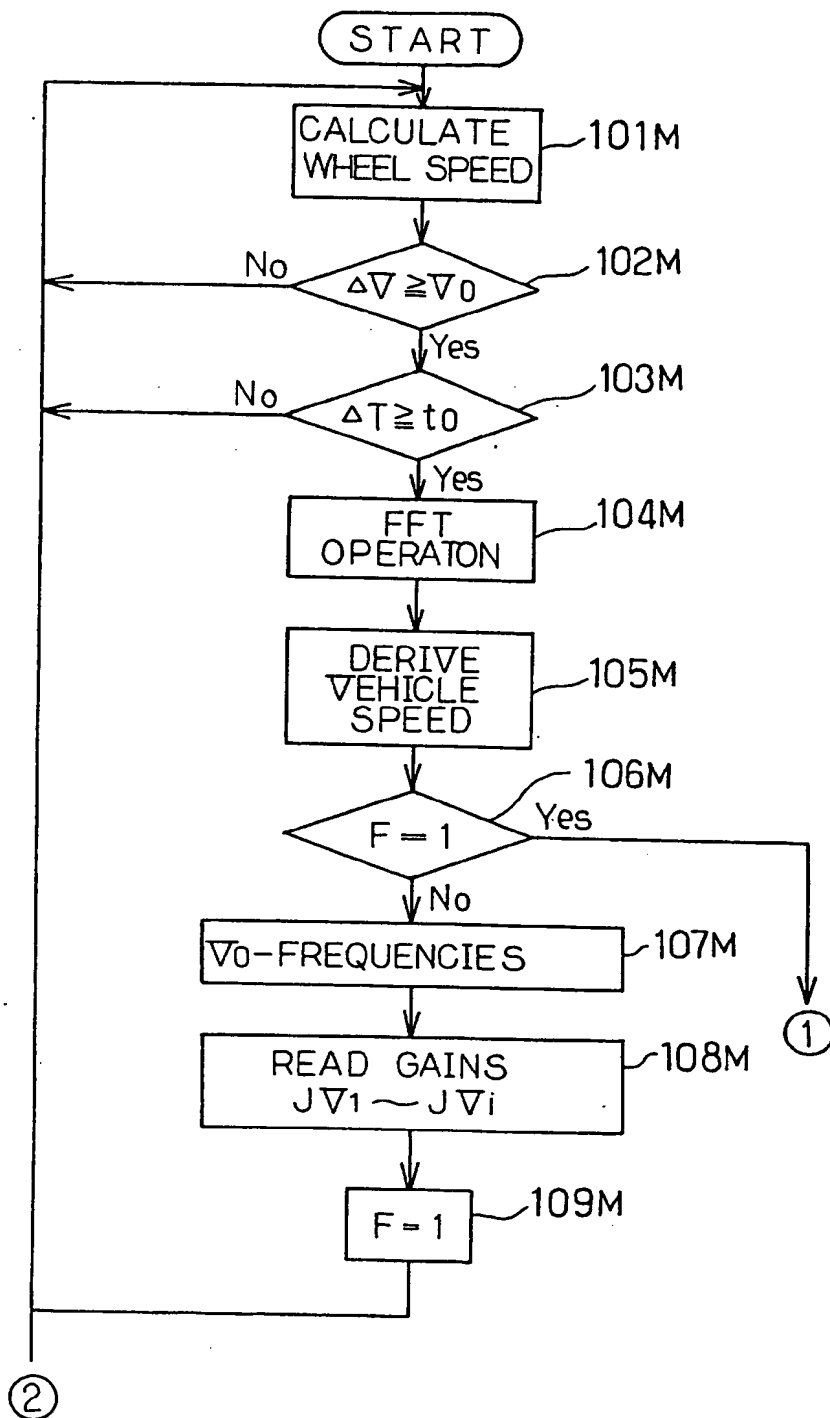 START
CALCULATE
WHEEL SPEED
101M
No
ΔV ≧ V0
102M
Yes
No
ΔT ≧ t0
103M
Yes
FFT
OPERATON
104M
DERIVE
VEHICLE
SPEED
105M
F = 1
106M
Yes
No
V0-FREQUENCIES
107M
READ GAINS
JV1 ~ JVi
108M
F = 1
109M
1
2